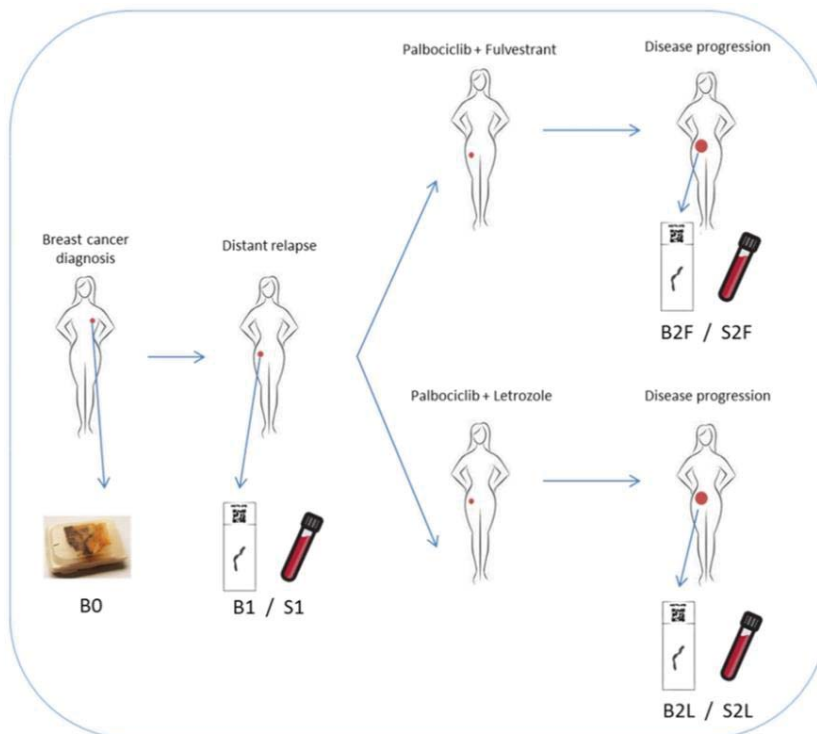 Palbociclib + Fulvestrant
Disease progression
B2F / S2F
Breast cancer
diagnosis
Distant relapse
B0
B1 / S1
Palbociclib + Letrozole
Disease progression
B2L / S2L